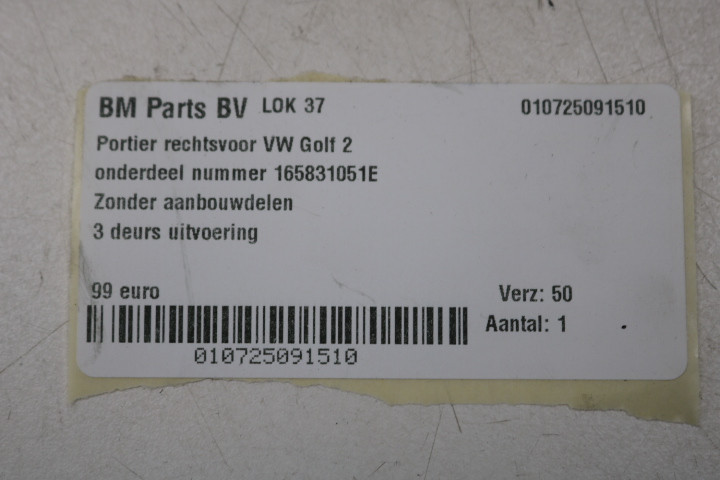 BM Parts BV LOK 37 010725091510
Portier rechtsvoor VW Golf 2
onderdeel nummer 165831051E
Zonder aanbouwdelen
3 deurs uitvoering
99 euro Verz: 50
Aantal: 1
010725091510